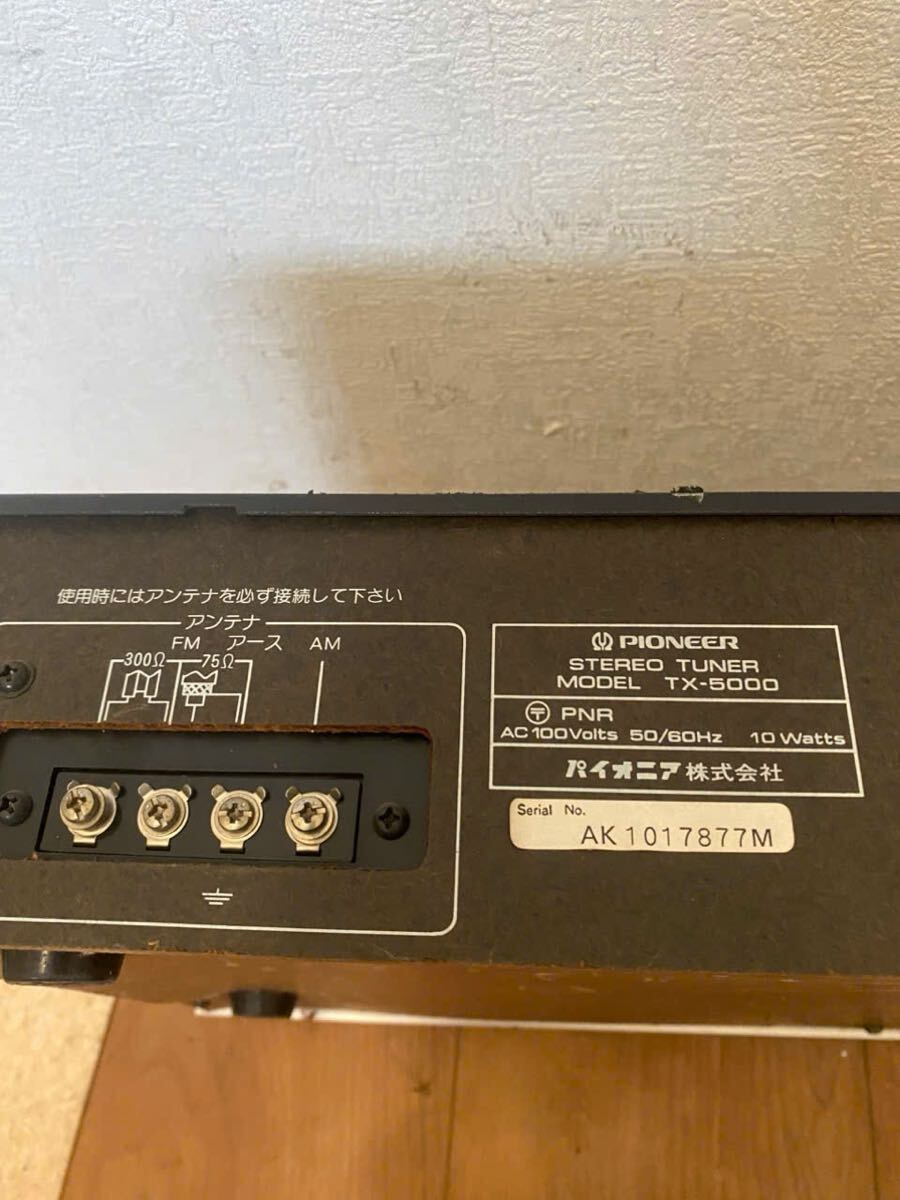 使用時にはアンテナを必ず接続して下さい
アンテナ
FM アース AM
300Ω 75Ω
PIONEER
STEREO TUNER
MODEL TX-5000
〒 PNR
AC 100Volts 50/60Hz 10 Watts
パイオニア株式会社
Serial No.
AK1017877M